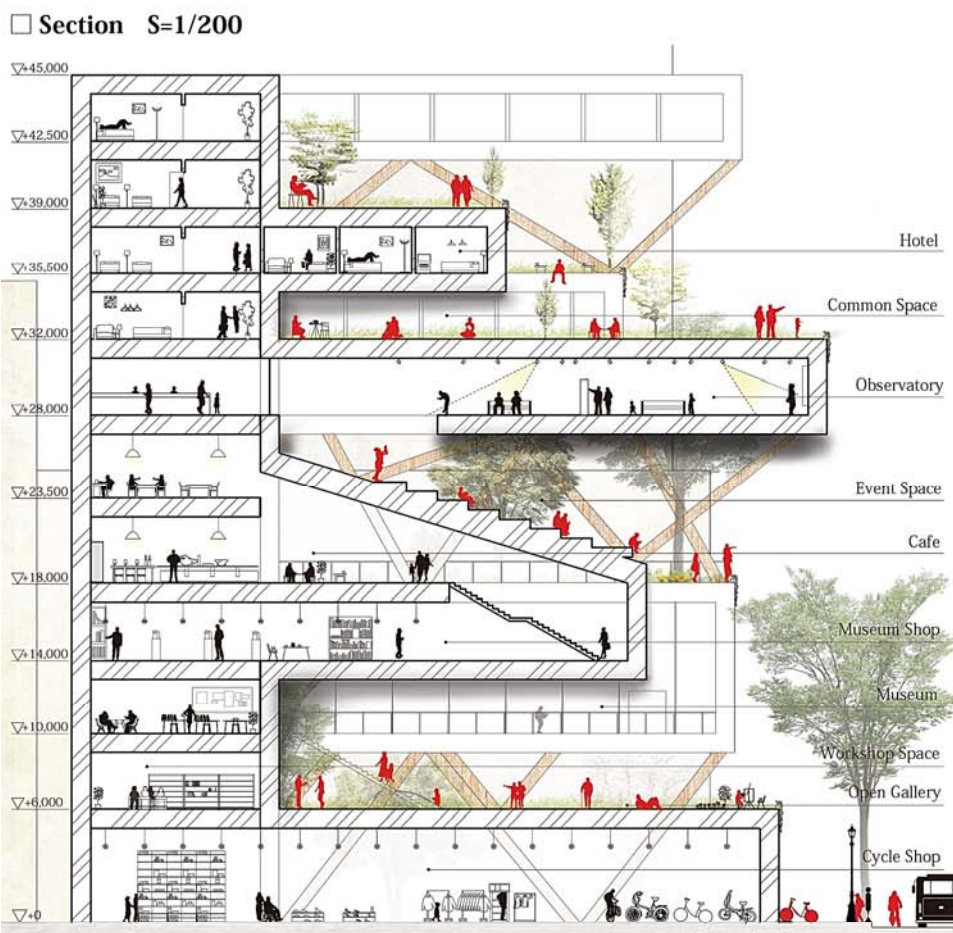 □ Section S=1/200
▽+45,000
▽+42,500
▽+39,000
▽+35,500
▽+32,000
▽+28,000
▽+23,500
▽+18,000
▽+14,000
▽+10,000
▽+6,000
▽+0
Hotel
Common Space
Observatory
Event Space
Cafe
Museum Shop
Museum
Workshop Space
Open Gallery
Cycle Shop